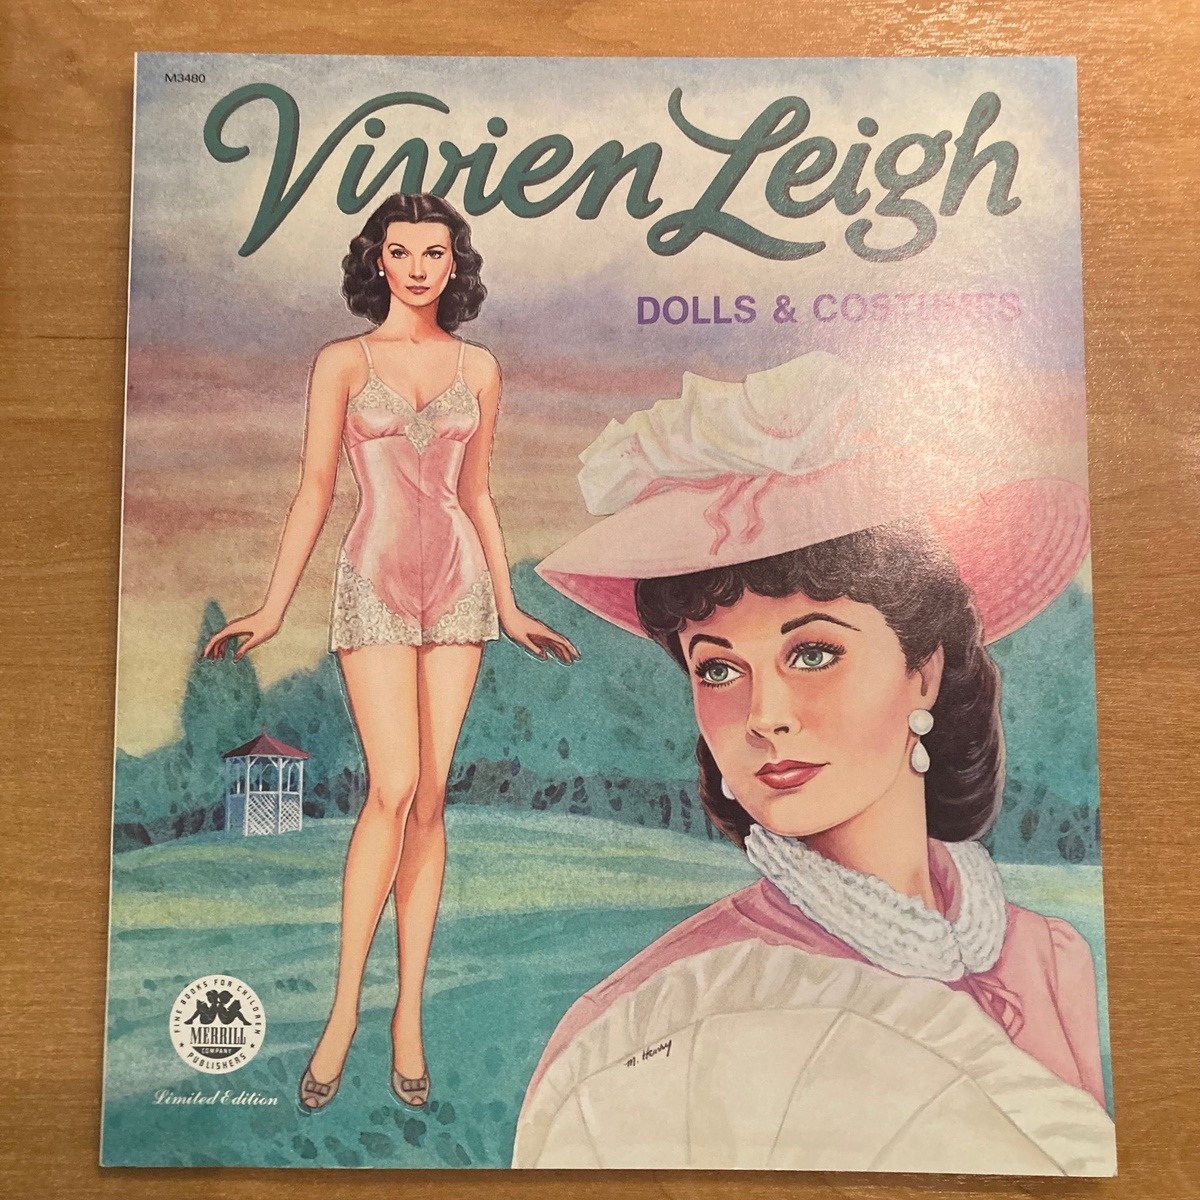 M3480
Vivien Leigh
DOLLS & COSTUMES
FINE BOOKS FOR CHILDREN
MERRILL
COMPANY
PUBLISHERS
Limited Edition
M. Henry